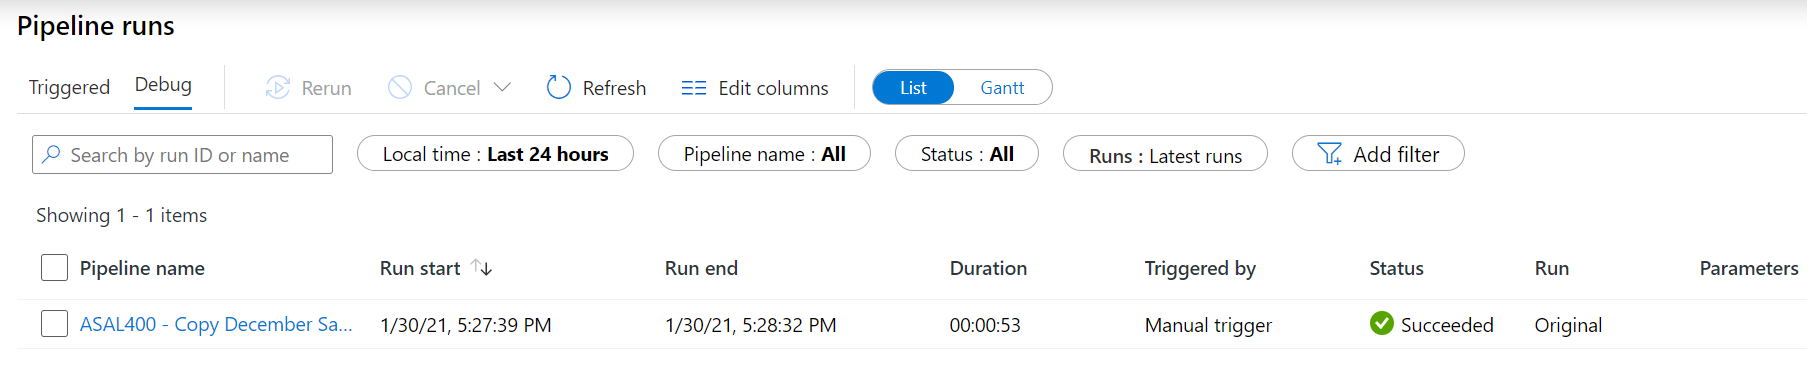 Pipeline runs
Triggered Debug Rerun Cancel Refresh Edit columns List Gantt
Search by run ID or name Local time : Last 24 hours Pipeline name : All Status : All Runs : Latest runs Add filter
Showing 1 - 1 items
Pipeline name Run start Run end Duration Triggered by Status Run Parameters
ASAL400 - Copy December Sa... 1/30/21, 5:27:39 PM 1/30/21, 5:28:32 PM 00:00:53 Manual trigger Succeeded Original